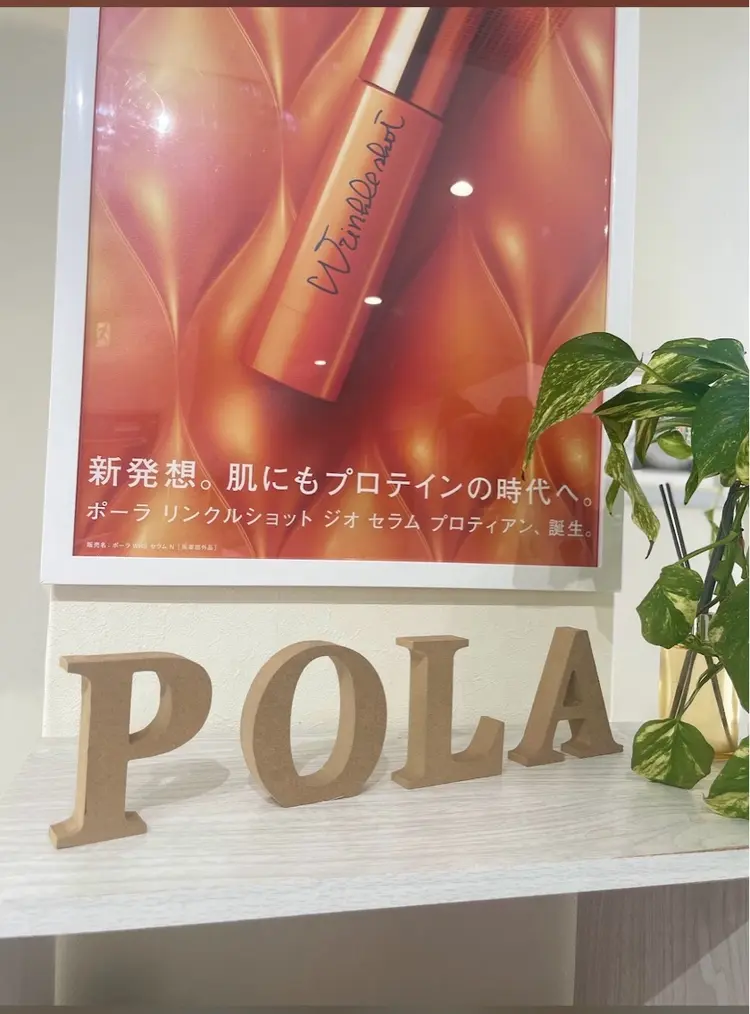 Wrinkle shot
新発想。肌にもプロテインの時代へ。
ポーラ リンクルショット ジオ セラム プロティアン、誕生。
POLA